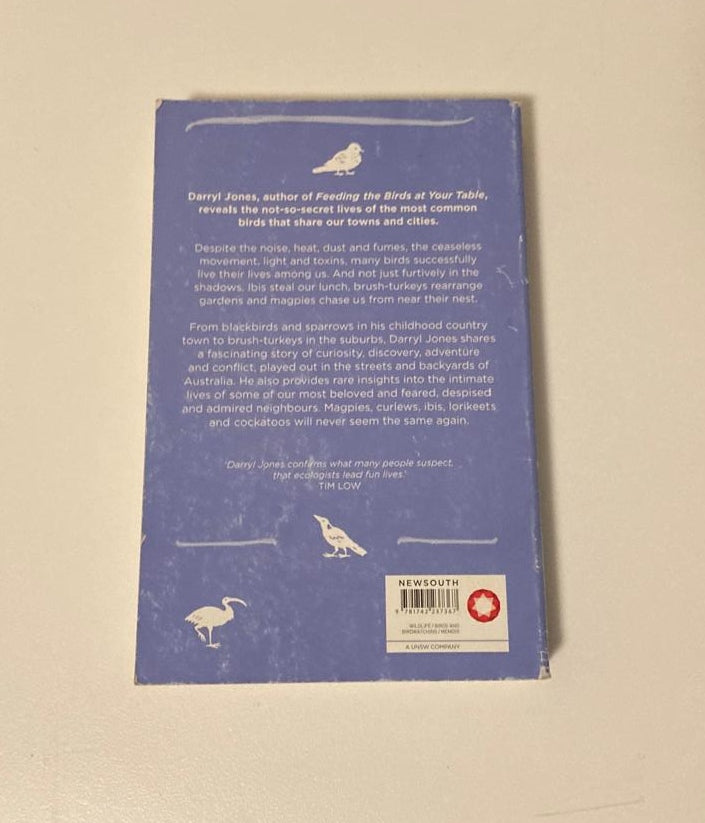 Darryl Jones, author of Feeding the Birds at Your Table,
reveals the not-so-secret lives of the most common
birds that share our towns and cities.
Despite the noise, heat, dust and fumes, the ceaseless
movement, light and toxins, many birds successfully
live their lives among us. And not just furtively in the
shadows. Ibis steal our lunch, brush-turkeys rearrange
gardens and magpies chase us from near their nest.
From blackbirds and sparrows in his childhood country
town to brush-turkeys in the suburbs, Darryl Jones shares
a fascinating story of curiosity, discovery, adventure
and conflict, played out in the streets and backyards of
Australia. He also provides rare insights into the intimate
lives of some of our most beloved and feared, despised
and admired neighbours. Magpies, curlews, ibis, lorikeets
and cockatoos will never seem the same again.
'Darryl Jones confirms what many people suspect,
that ecologists lead fun lives.'
TIM LOW
NEWSOUTH
WILDLIFE / BIRDS AND
BIRDWATCHING / MEMOIR
A UNSW COMPANY